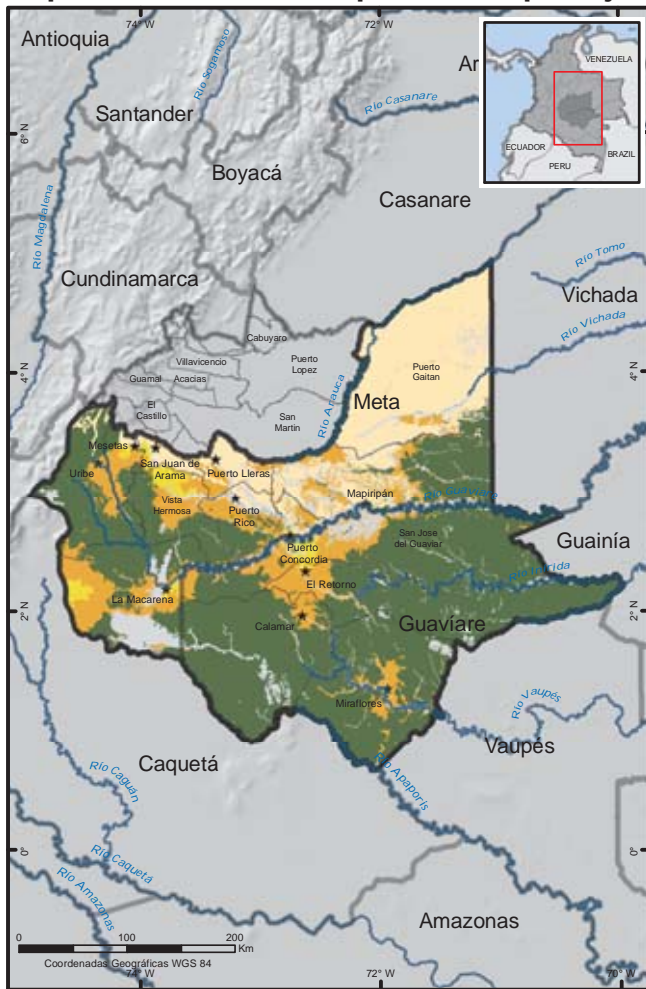 74° W
72° W
Antioquia
VENEZUELA
ECUADOR
BRAZIL
PERU
Río Sogamoso
Santander
Río Casanare
6° N
Boyacá
Casanare
Río Magdalena
Cundinamarca
Río Tomo
Vichada
Río Vichada
Cabuyaro
Villavicencio
Puerto
Lopez
Puerto
Gaitan
4° N
4° N
Guamal
Acacias
El
Castillo
San
Martin
Río Arauca
Meta
Mesetas
Uribe
San Juan de
Arama
Puerto Lleras
Vista
Hermosa
Puerto
Rico
Mapiripán
Río Guaviare
San Jose
del Guaviar
Guainía
Puerto
Concordia
El Retorno
Río Inírida
La Macarena
2° N
2° N
Calamar
Guaviare
Miraflores
Río Vaupés
Vaupés
Caquetá
Río Caguán
Río Apaporis
Río Caquetá
0°
0°
Río Amazonas
Amazonas
0
100
200
Km
Coordenadas Geográficas WGS 84
74° W
72° W
70° W